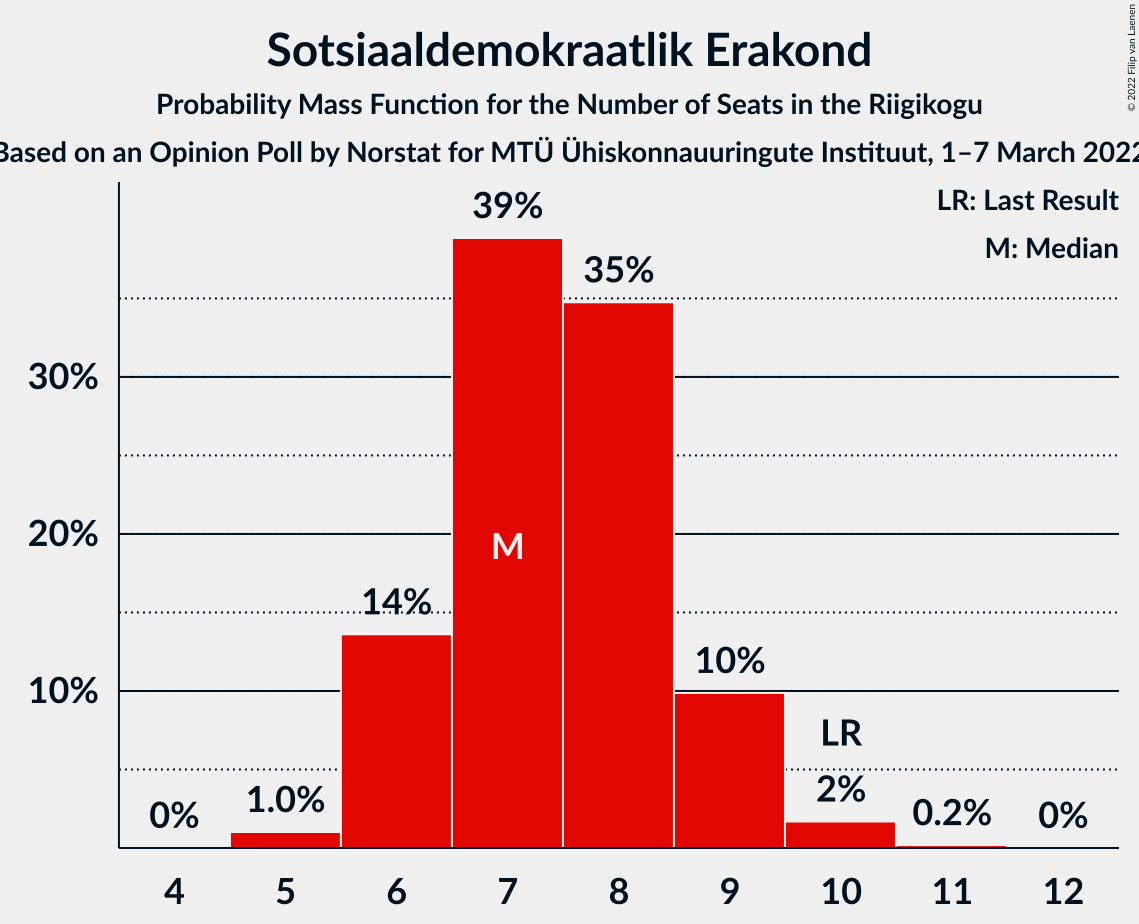 Sotsiaaldemokraatlik Erakond
Probability Mass Function for the Number of Seats in the Riigikogu
Based on an Opinion Poll by Norstat for MTÜ Ühiskonnauuringute Instituut, 1–7 March 2022
© 2022 Filip van Laenen
LR: Last Result
M: Median
39%
35%
30%
20%
M
14%
10%
10%
LR
2%
1.0%
0%
0.2%
0%
4 5 6 7 8 9 10 11 12